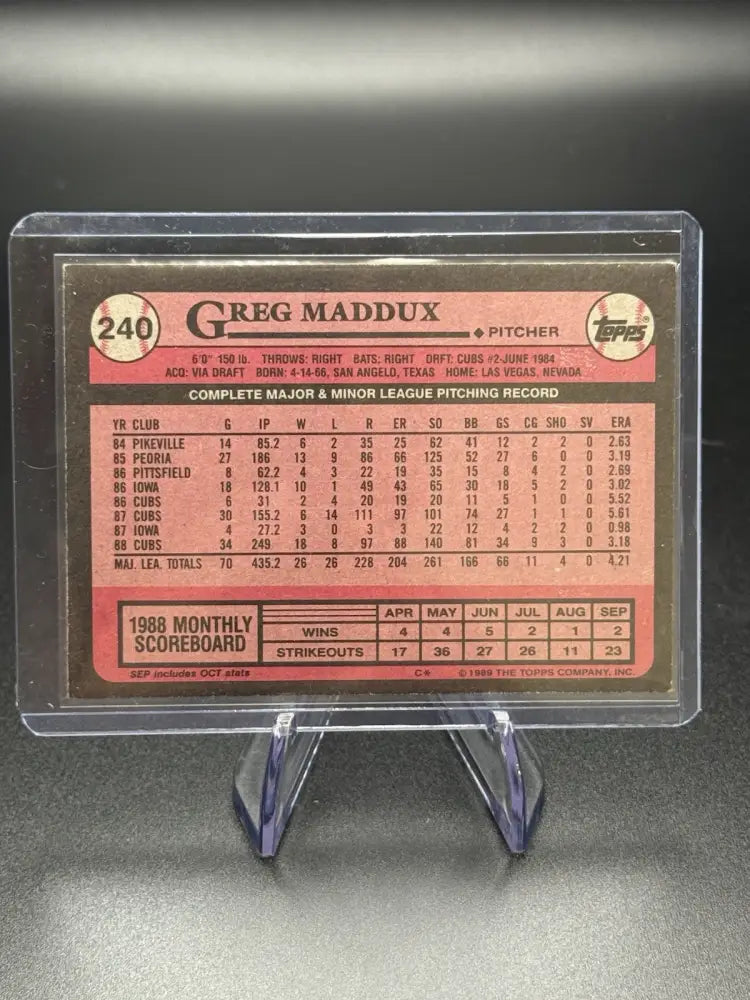 240 GREG MADDUX ◆ PITCHER Topps®
6'0" 150 lb. THROWS: RIGHT BATS: RIGHT DRFT: CUBS #2-JUNE 1984
ACQ: VIA DRAFT BORN: 4-14-66, SAN ANGELO, TEXAS HOME: LAS VEGAS, NEVADA
COMPLETE MAJOR & MINOR LEAGUE PITCHING RECORD
YR CLUB G IP W L R ER SO BB GS CG SHO SV ERA
84 PIKEVILLE 14 85.2 6 2 35 25 62 41 12 2 2 0 2.63
85 PEORIA 27 186 13 9 86 66 125 52 27 6 0 0 3.19
86 PITTSFIELD 8 62.2 4 3 22 19 35 15 8 4 2 0 2.69
86 IOWA 18 128.1 10 1 49 43 65 30 18 5 2 0 3.02
86 CUBS 6 31 2 4 20 19 20 11 5 1 0 0 5.52
87 CUBS 30 155.2 6 14 111 97 101 74 27 1 1 0 5.61
87 IOWA 4 27.2 3 0 3 3 22 12 4 2 2 0 0.98
88 CUBS 34 249 18 8 97 88 140 81 34 9 3 0 3.18
MAJ. LEA. TOTALS 70 435.2 26 26 228 204 261 166 66 11 4 0 4.21
1988 MONTHLY SCOREBOARD
APR MAY JUN JUL AUG SEP
WINS 4 4 5 2 1 2
STRIKEOUTS 17 36 27 26 11 23
SEP includes OCT stats C* © 1989 THE TOPPS COMPANY, INC.